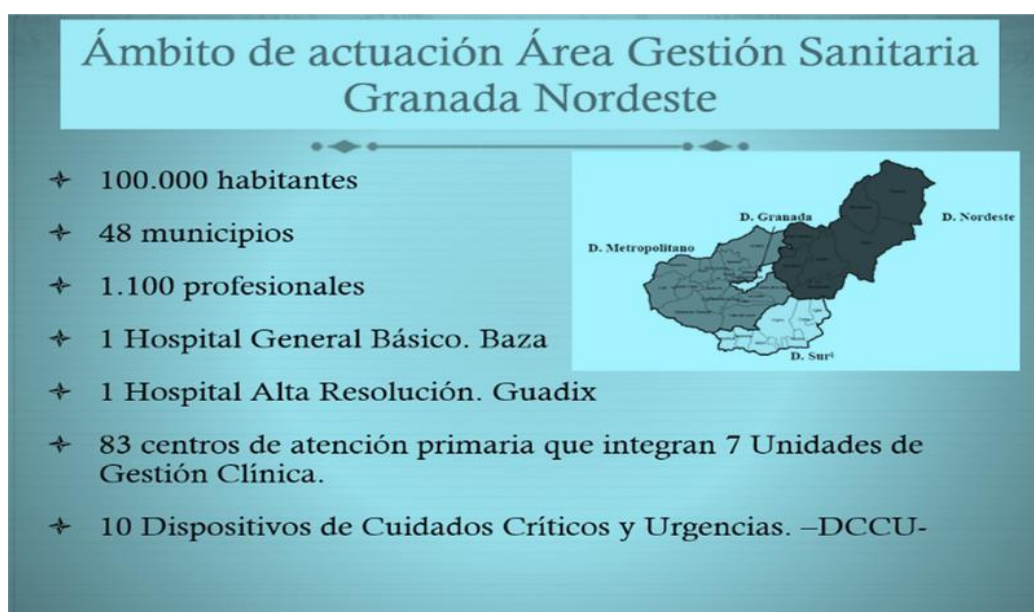 Ámbito de actuación Área Gestión Sanitaria
Granada Nordeste
100.000 habitantes
48 municipios
1.100 profesionales
1 Hospital General Básico. Baza
1 Hospital Alta Resolución. Guadix
83 centros de atención primaria que integran 7 Unidades de
Gestión Clínica.
10 Dispositivos de Cuidados Críticos y Urgencias. –DCCU-
D. Granada
D. Nordeste
D. Metropolitano
D. Sur